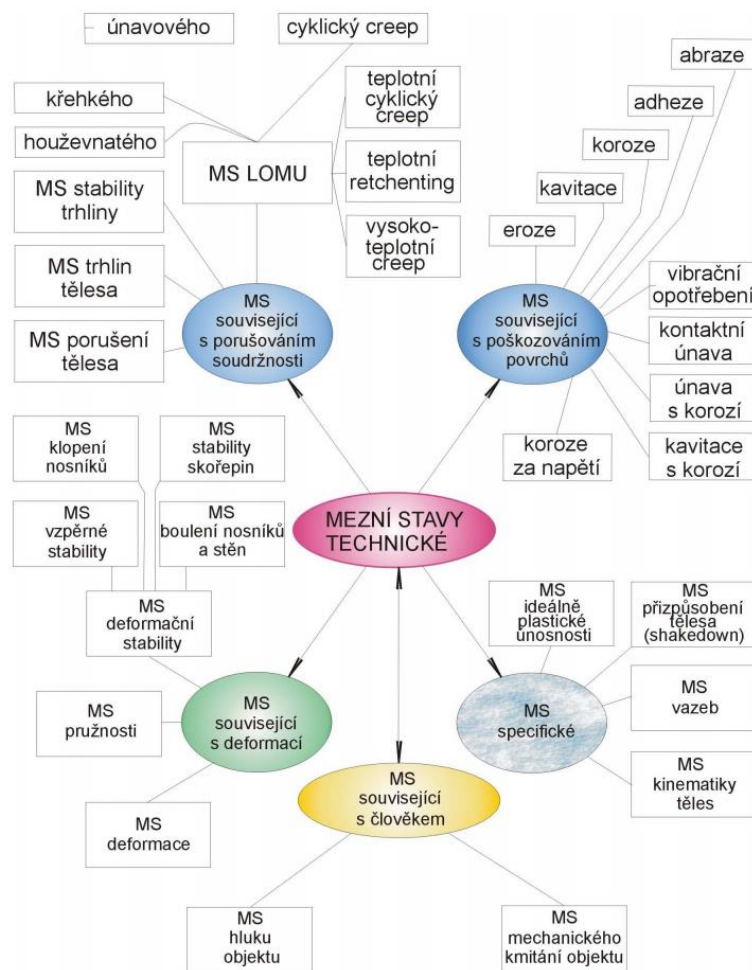 únavového
cyklický creep
křehkého
houževnatého
teplotní
cyklický
creep
MS LOMU
teplotní
retchenting
vysoko-
teplotní
creep
MS stability
trhliny
MS trhlin
tělesa
MS porušení
tělesa
MS
související
s porušováním
soudržnosti
abraze
adheze
koroze
kavitace
eroze
MS
související
s poškozováním
povrchů
vibrační
opotřebení
kontaktní
únava
únava
s korozí
kavitace
s korozí
koroze
za napětí
MS
klopení
nosníků
MS
stability
skořepin
MS
vzpěrné
stability
MS
boulení nosníků
a stěn
MEZNÍ STAVY
TECHNICKÉ
MS
deformační
stability
MS
pružnosti
MS
deformace
MS
související
s deformací
MS
ideálně
plastické
únosnosti
MS
přizpůsobení
tělesa
(shakedown)
MS
specifické
MS
vazeb
MS
kinematiky
těles
MS
související
s člověkem
MS
hluku
objektu
MS
mechanického
kmitání objektu